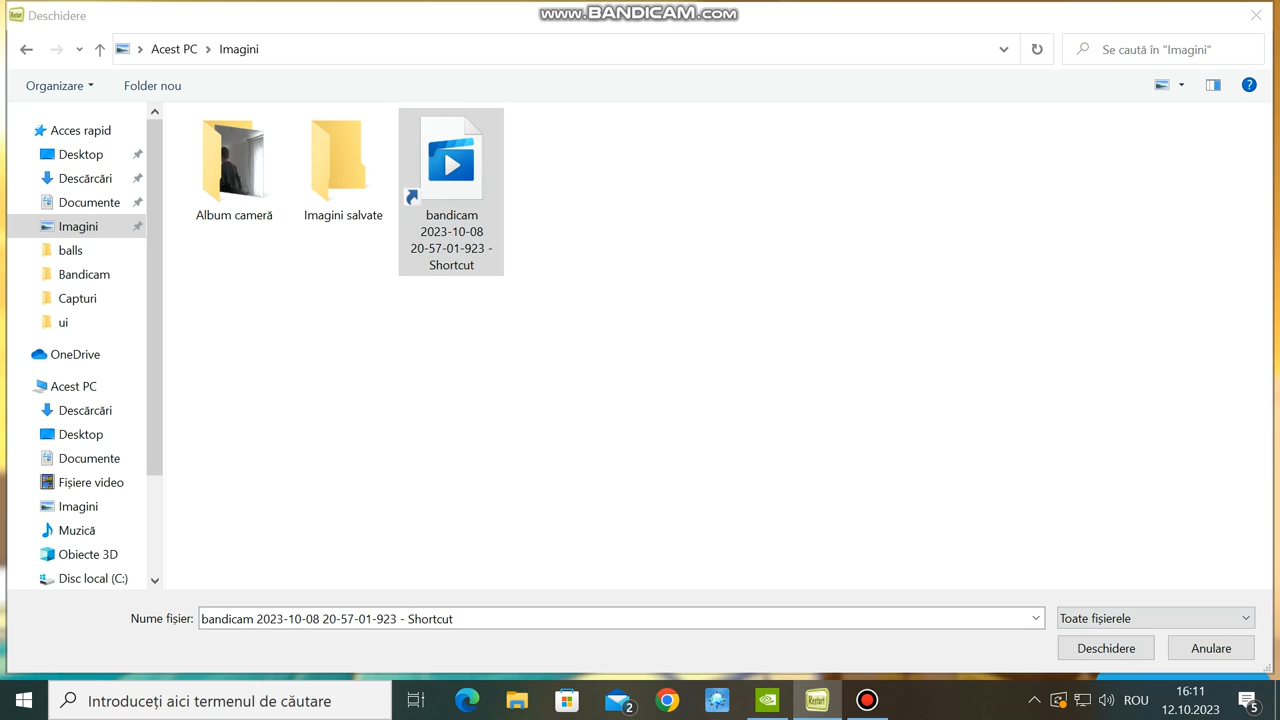 Deschidere
www.BANDICAM.com
Acest PC
Imagini
Se caută în "Imagini"
Organizare
Folder nou
Acces rapid
Desktop
Descărcări
Documente
Imagini
balls
Bandicam
Capturi
ui
OneDrive
Acest PC
Descărcări
Desktop
Documente
Fișiere video
Imagini
Muzică
Obiecte 3D
Disc local (C:)
Album cameră
Imagini salvate
bandicam
2023-10-08
20-57-01-923 -
Shortcut
Nume fișier:
bandicam 2023-10-08 20-57-01-923 - Shortcut
Toate fișierele
Deschidere
Anulare
Introduceți aici termenul de căutare
2
Restart
ROU
16:11
12.10.2023
5